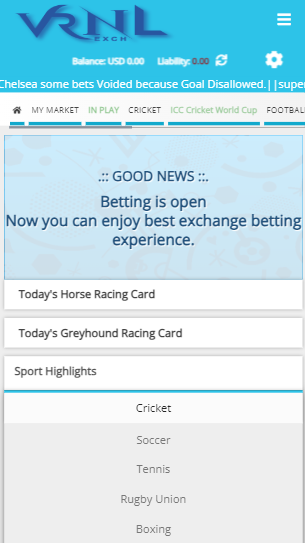 VRNL
EXCH
Balance: USD 0.00 Liability: 0.00
Chelsea some bets Voided because Goal Disallowed.||super
MY MARKET IN PLAY CRICKET ICC Cricket World Cup FOOTBAL
.:: GOOD NEWS ::.
Betting is open
Now you can enjoy best exchange betting
experience.
Today's Horse Racing Card
Today's Greyhound Racing Card
Sport Highlights
Cricket
Soccer
Tennis
Rugby Union
Boxing